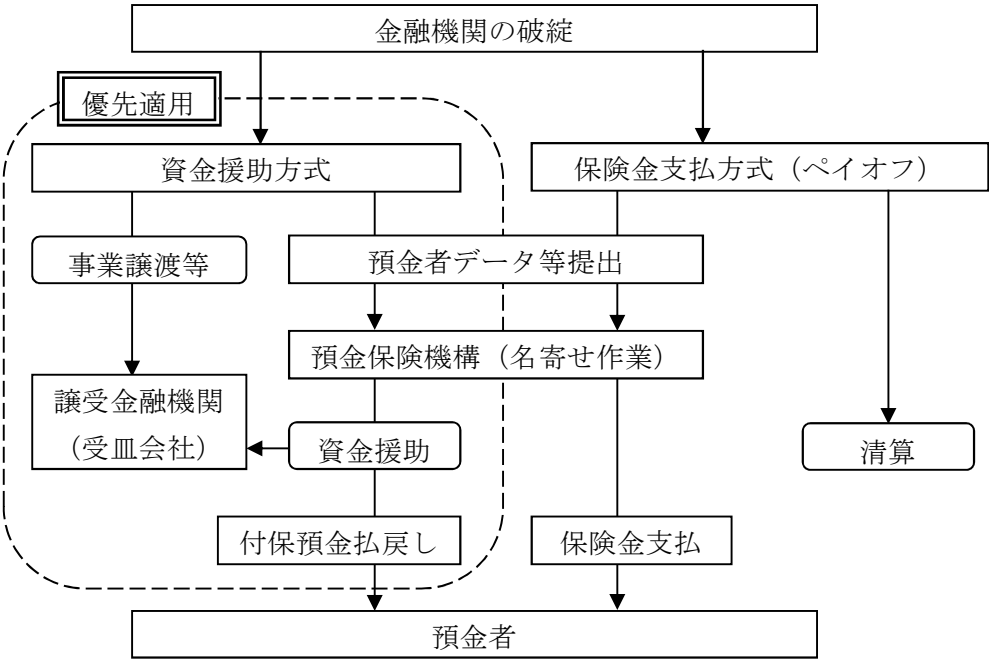 金融機関の破綻
優先適用
資金援助方式
保険金支払方式（ペイオフ）
事業譲渡等
預金者データ等提出
預金保険機構（名寄せ作業）
譲受金融機関
（受皿会社）
資金援助
清算
付保預金払戻し
保険金支払
預金者